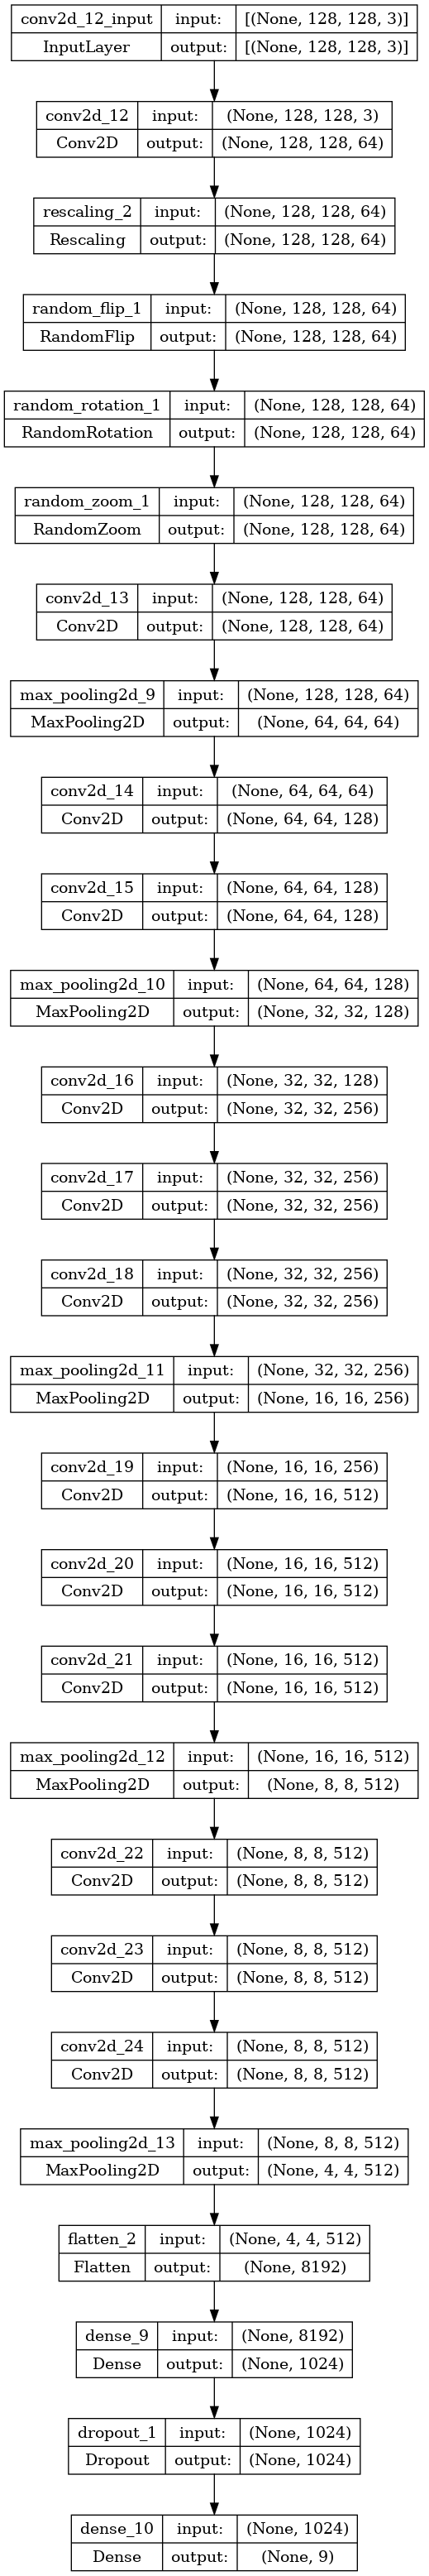 conv2d_12_input input: [(None, 128, 128, 3)]
InputLayer output: [(None, 128, 128, 3)]
conv2d_12 input: (None, 128, 128, 3)
Conv2D output: (None, 128, 128, 64)
rescaling_2 input: (None, 128, 128, 64)
Rescaling output: (None, 128, 128, 64)
random_flip_1 input: (None, 128, 128, 64)
RandomFlip output: (None, 128, 128, 64)
random_rotation_1 input: (None, 128, 128, 64)
RandomRotation output: (None, 128, 128, 64)
random_zoom_1 input: (None, 128, 128, 64)
RandomZoom output: (None, 128, 128, 64)
conv2d_13 input: (None, 128, 128, 64)
Conv2D output: (None, 128, 128, 64)
max_pooling2d_9 input: (None, 128, 128, 64)
MaxPooling2D output: (None, 64, 64, 64)
conv2d_14 input: (None, 64, 64, 64)
Conv2D output: (None, 64, 64, 128)
conv2d_15 input: (None, 64, 64, 128)
Conv2D output: (None, 64, 64, 128)
max_pooling2d_10 input: (None, 64, 64, 128)
MaxPooling2D output: (None, 32, 32, 128)
conv2d_16 input: (None, 32, 32, 128)
Conv2D output: (None, 32, 32, 256)
conv2d_17 input: (None, 32, 32, 256)
Conv2D output: (None, 32, 32, 256)
conv2d_18 input: (None, 32, 32, 256)
Conv2D output: (None, 32, 32, 256)
max_pooling2d_11 input: (None, 32, 32, 256)
MaxPooling2D output: (None, 16, 16, 256)
conv2d_19 input: (None, 16, 16, 256)
Conv2D output: (None, 16, 16, 512)
conv2d_20 input: (None, 16, 16, 512)
Conv2D output: (None, 16, 16, 512)
conv2d_21 input: (None, 16, 16, 512)
Conv2D output: (None, 16, 16, 512)
max_pooling2d_12 input: (None, 16, 16, 512)
MaxPooling2D output: (None, 8, 8, 512)
conv2d_22 input: (None, 8, 8, 512)
Conv2D output: (None, 8, 8, 512)
conv2d_23 input: (None, 8, 8, 512)
Conv2D output: (None, 8, 8, 512)
conv2d_24 input: (None, 8, 8, 512)
Conv2D output: (None, 8, 8, 512)
max_pooling2d_13 input: (None, 8, 8, 512)
MaxPooling2D output: (None, 4, 4, 512)
flatten_2 input: (None, 4, 4, 512)
Flatten output: (None, 8192)
dense_9 input: (None, 8192)
Dense output: (None, 1024)
dropout_1 input: (None, 1024)
Dropout output: (None, 1024)
dense_10 input: (None, 1024)
Dense output: (None, 9)